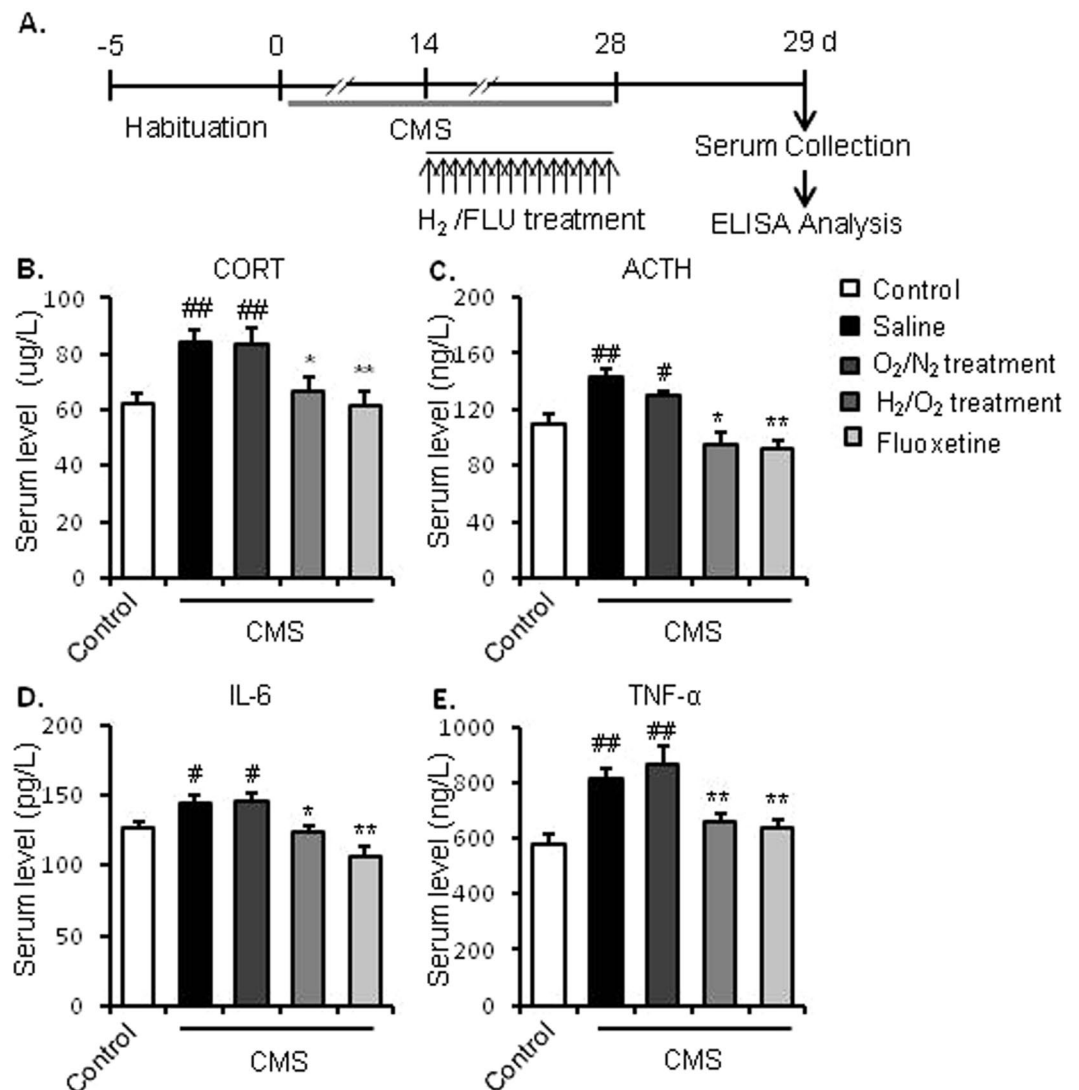 A.
-5 0 14 28 29 d
Habituation CMS Serum Collection
H₂ /FLU treatment ELISA Analysis
B. CORT
Serum level (ug/L)
100
80
60
40
20
0
## ## * **
Control CMS
C. ACTH
Serum level (ng/L)
200
160
120
80
40
0
## # * **
Control CMS
Control
Saline
O₂/N₂ treatment
H₂/O₂ treatment
Fluoxetine
D. IL-6
Serum level (pg/L)
200
150
100
50
0
# # * **
Control CMS
E. TNF-α
Serum level (ng/L)
1000
800
600
400
200
0
## ## ** **
Control CMS